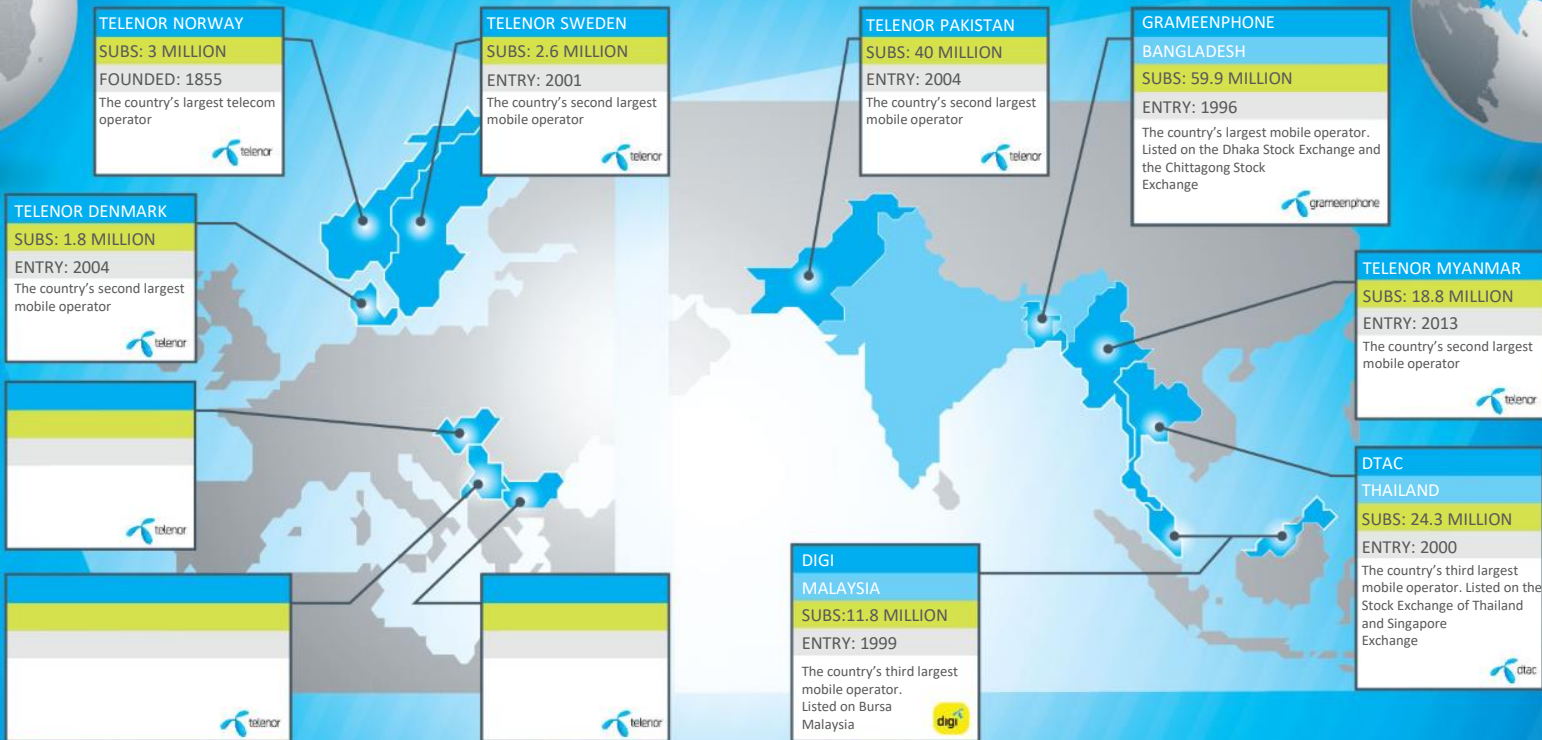 TELENOR NORWAY
SUBS: 3 MILLION
FOUNDED: 1855
The country's largest telecom
operator
telenor
TELENOR SWEDEN
SUBS: 2.6 MILLION
ENTRY: 2001
The country's second largest
mobile operator
telenor
TELENOR PAKISTAN
SUBS: 40 MILLION
ENTRY: 2004
The country's second largest
mobile operator
telenor
GRAMEENPHONE
BANGLADESH
SUBS: 59.9 MILLION
ENTRY: 1996
The country's largest mobile operator.
Listed on the Dhaka Stock Exchange and
the Chittagong Stock
Exchange
grameenphone
TELENOR DENMARK
SUBS: 1.8 MILLION
ENTRY: 2004
The country's second largest
mobile operator
telenor
TELENOR MYANMAR
SUBS: 18.8 MILLION
ENTRY: 2013
The country's second largest
mobile operator
telenor
telenor
DTAC
THAILAND
SUBS: 24.3 MILLION
ENTRY: 2000
The country's third largest
mobile operator. Listed on the
Stock Exchange of Thailand
and Singapore
Exchange
dtac
telenor
telenor
DIGI
MALAYSIA
SUBS:11.8 MILLION
ENTRY: 1999
The country's third largest
mobile operator.
Listed on Bursa
Malaysia
digi